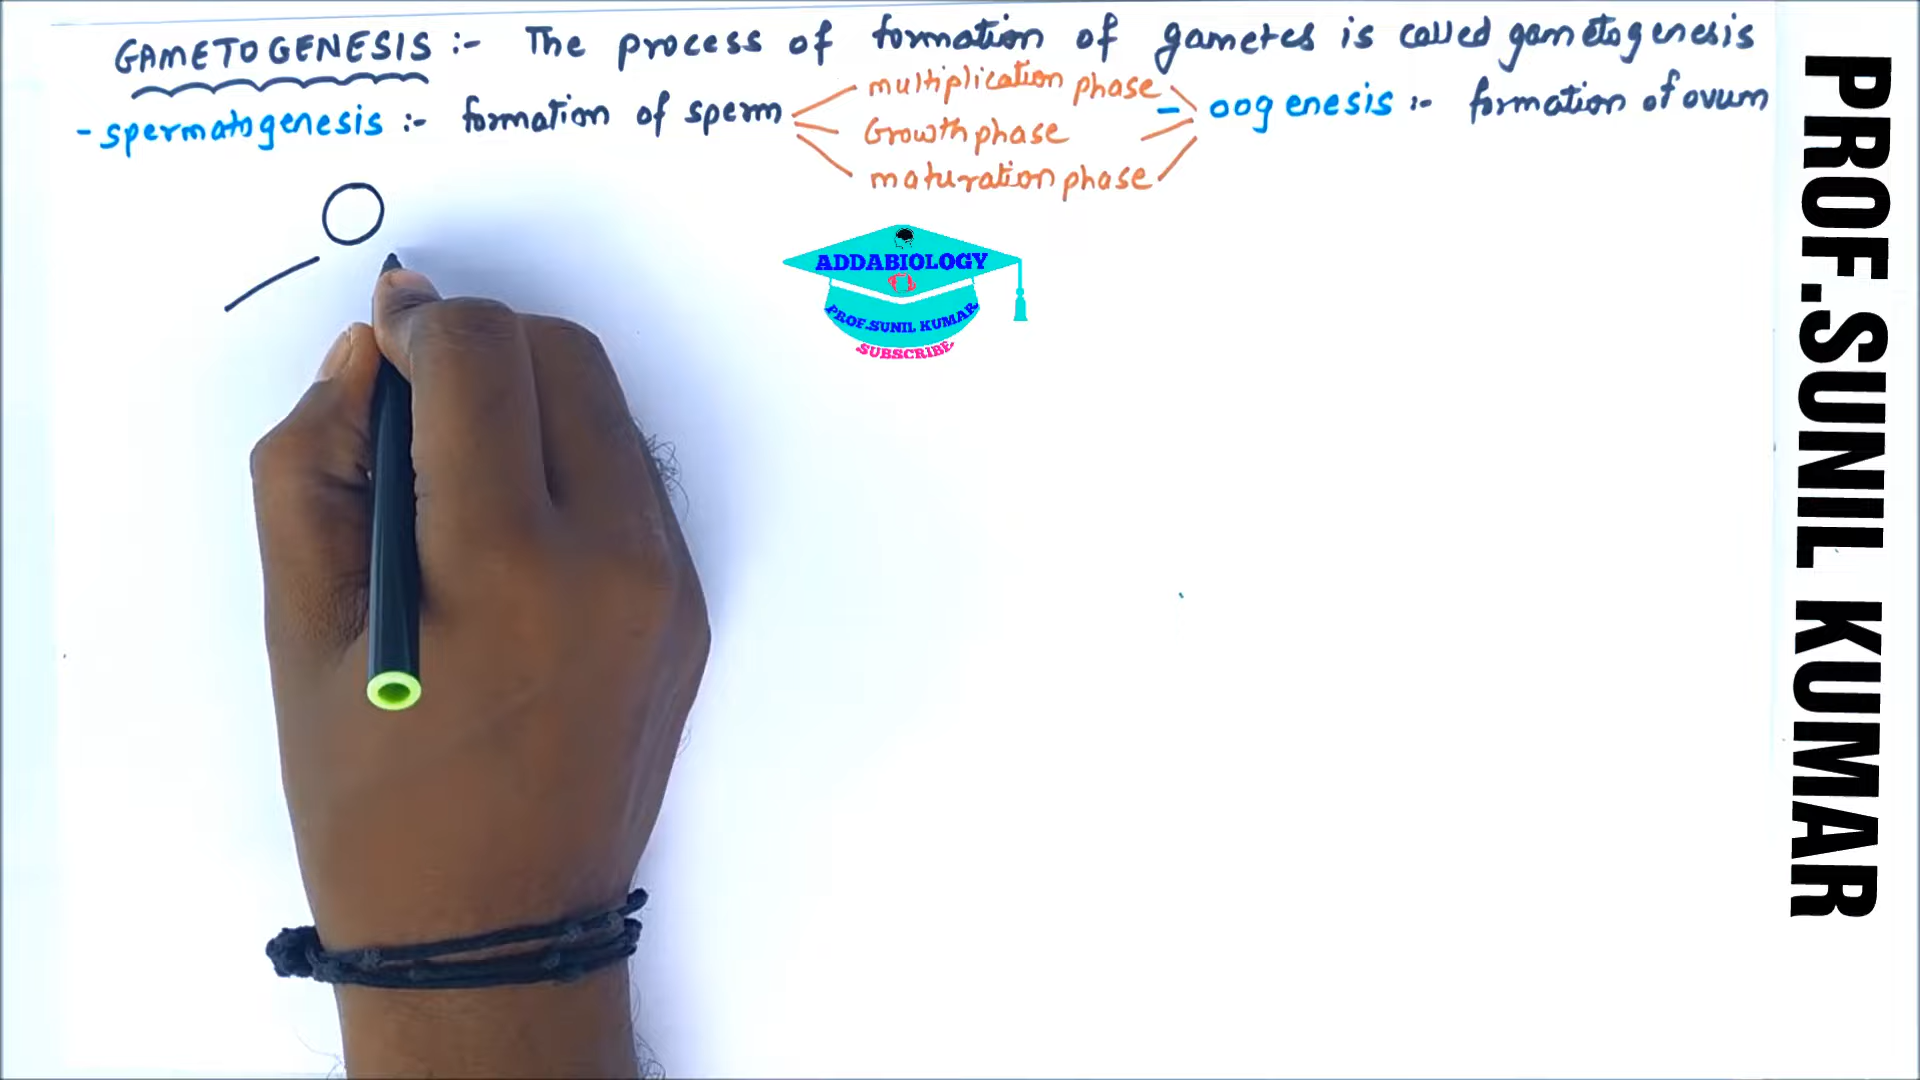 GAMETOGENESIS :- The process of formation of gametes is called gametogenesis
- spermatogenesis :- formation of sperm
multiplication phase
Growth phase
maturation phase
- oogenesis :- formation of ovum
ADDABIOLOGY
PROF.SUNIL KUMAR
SUBSCRIBE
PROF.SUNIL KUMAR